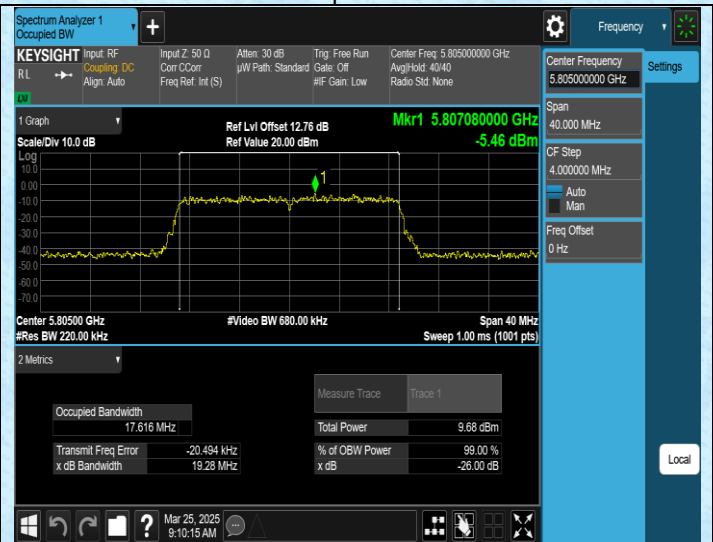 Spectrum Analyzer 1
Occupied BW
Frequency
KEYSIGHT
RL
LXI
Input: RF
Coupling: DC
Align: Auto
Input Z: 50 Ω
Corr CCorr
Freq Ref: Int (S)
Atten: 30 dB
µW Path: Standard
Trig: Free Run
Gate: Off
#IF Gain: Low
Center Freq: 5.805000000 GHz
Avg|Hold: 40/40
Radio Std: None
Center Frequency
5.805000000 GHz
Settings
Span
40.000 MHz
CF Step
4.000000 MHz
Auto
Man
Freq Offset
0 Hz
Local
1 Graph
Scale/Div 10.0 dB
Ref Lvl Offset 12.76 dB
Ref Value 20.00 dBm
Mkr1 5.807080000 GHz
-5.46 dBm
Log
10.0
0.00
-10.0
-20.0
-30.0
-40.0
-50.0
-60.0
-70.0
1
Center 5.80500 GHz
#Res BW 220.00 kHz
#Video BW 680.00 kHz
Span 40 MHz
Sweep 1.00 ms (1001 pts)
2 Metrics
Measure Trace Trace 1
Occupied Bandwidth
17.616 MHz
Total Power 9.68 dBm
Transmit Freq Error -20.494 kHz
% of OBW Power 99.00 %
x dB Bandwidth 19.28 MHz
x dB -26.00 dB
Mar 25, 2025
9:10:15 AM